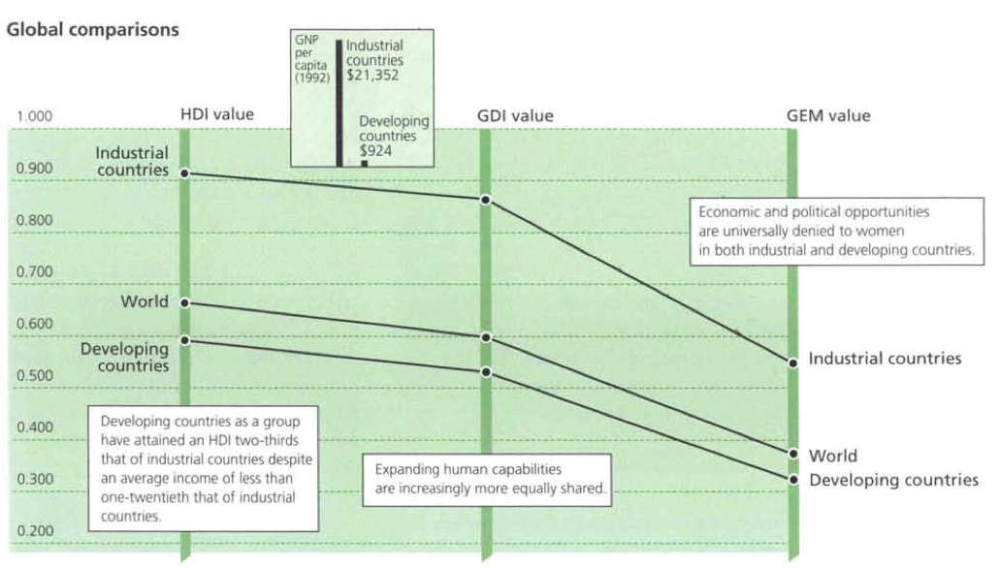 Global comparisons
GNP
per
capita
(1992)
Industrial
countries
$21,352
Developing
countries
$924
HDI value
GDI value
GEM value
1.000
0.900
0.800
0.700
0.600
0.500
0.400
0.300
0.200
Industrial
countries
World
Developing
countries
Economic and political opportunities
are universally denied to women
in both industrial and developing countries.
Industrial countries
World
Developing countries
Developing countries as a group
have attained an HDI two-thirds
that of industrial countries despite
an average income of less than
one-twentieth that of industrial
countries.
Expanding human capabilities
are increasingly more equally shared.